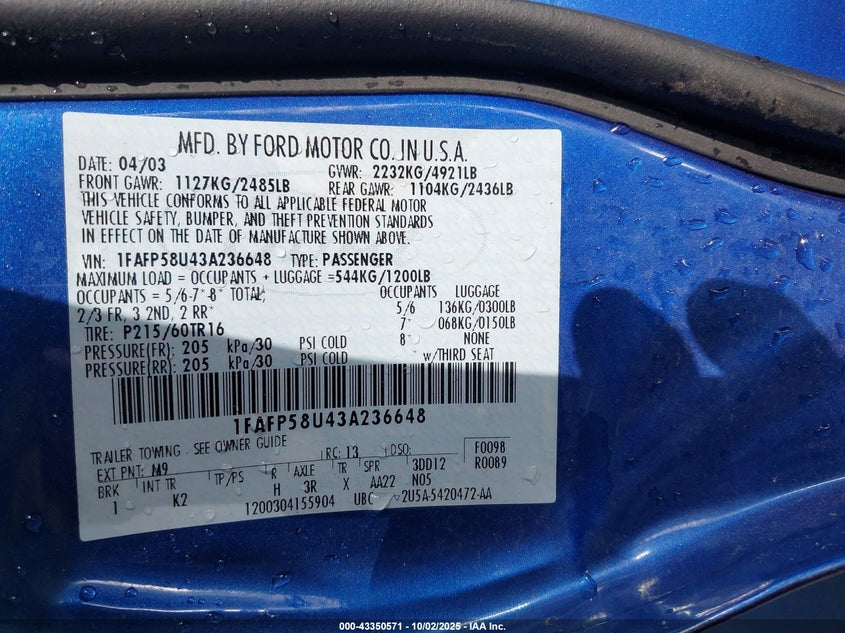 MFD. BY FORD MOTOR CO. IN U.S.A.
DATE: 04/03 GVWR: 2232KG/4921LB
FRONT GAWR: 1127KG/2485LB REAR GAWR: 1104KG/2436LB
THIS VEHICLE CONFORMS TO ALL APPLICABLE FEDERAL MOTOR
VEHICLE SAFETY, BUMPER, AND THEFT PREVENTION STANDARDS
IN EFFECT ON THE DATE OF MANUFACTURE SHOWN ABOVE.
VIN: 1FAFP58U43A236648 TYPE: PASSENGER
MAXIMUM LOAD = OCCUPANTS + LUGGAGE =544KG/1200LB
OCCUPANTS = 5/6-7*-8* TOTAL; OCCUPANTS LUGGAGE
2/3 FR, 3 2ND, 2 RR* 5/6 136KG/0300LB
TIRE: P215/60TR16 7* 068KG/0150LB
PRESSURE(FR): 205 kPa/30 PSI COLD 8* NONE
PRESSURE(RR): 205 kPa/30 PSI COLD *w/THIRD SEAT
1FAFP58U43A236648
TRAILER TOWING - SEE OWNER GUIDE
EXT PNT: M9 RC: 13 DSO: F0098
BRK INT TR TP/PS R AXLE TR SPR 3DD12 R0089
1 K2 H 3R X AA22 N05
1200304155904 UBC v2U5A-5420472-AA
000-43350571 - 10/02/2025 - IAA Inc.